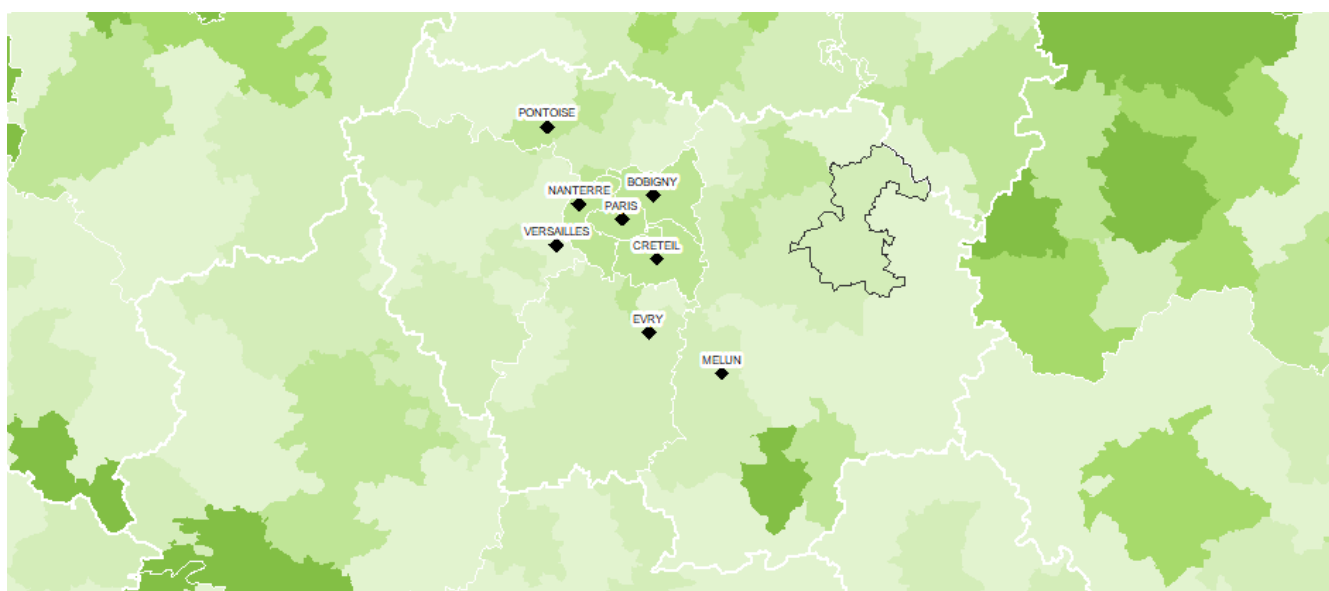 PONTOISE
BOBIGNY
NANTERRE
PARIS
VERSAILLES
CRETEIL
EVRY
MELUN